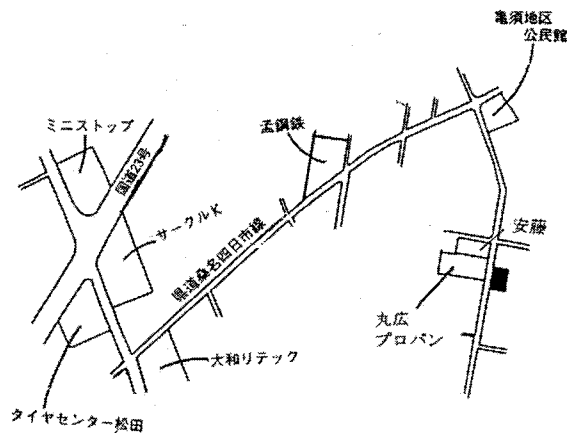 亀須地区
公民館
ミニストップ
国道23号
孟鋼鉄
サークルK
県道桑名四日市線
安藤
丸広
プロパン
大和リテック
タイヤセンター松田